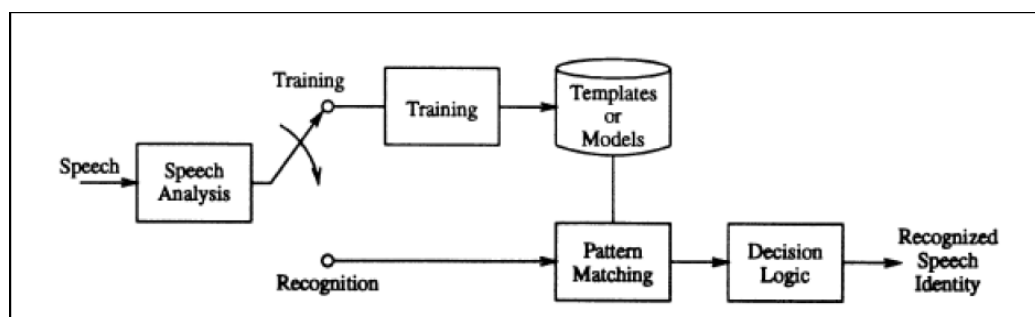 Training
Training
Templates
or
Models
Speech
Speech
Analysis
Recognition
Pattern
Matching
Decision
Logic
Recognized
Speech
Identity